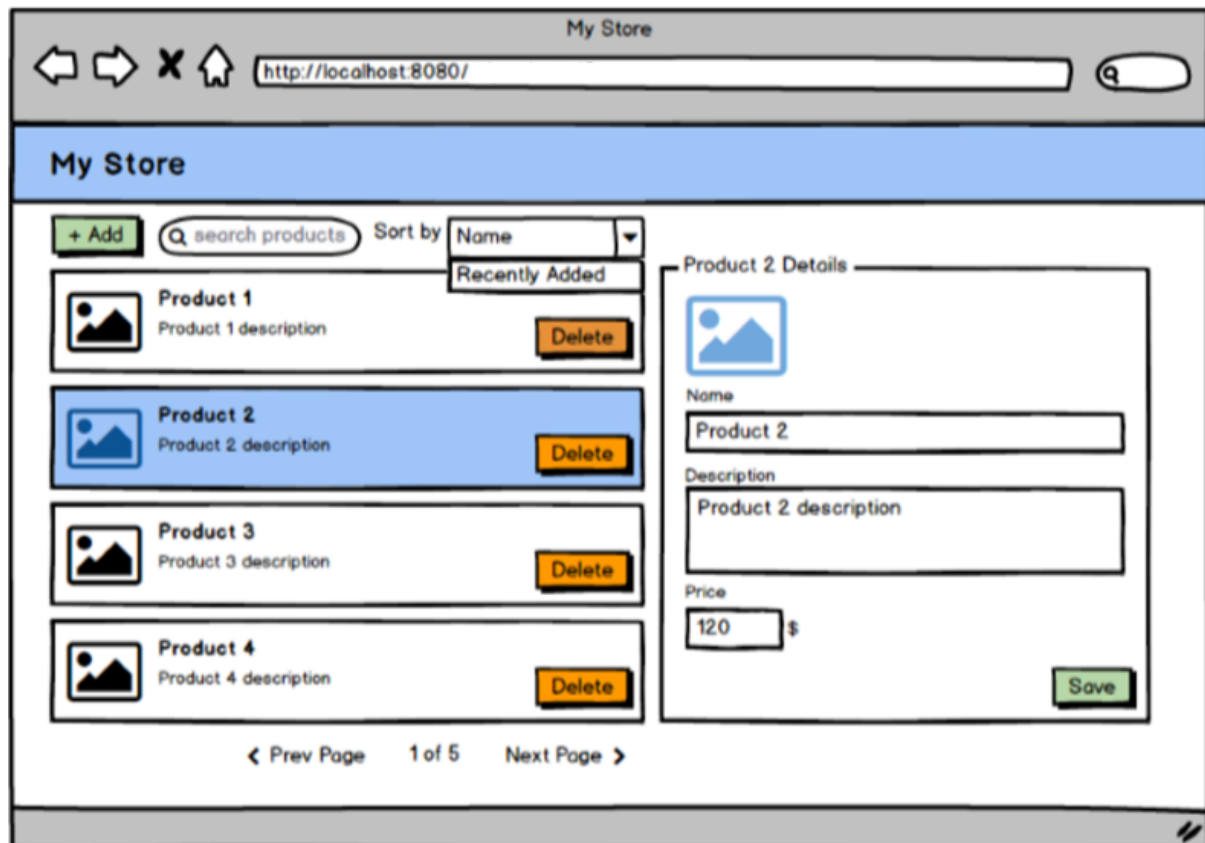 My Store
http://localhost:8080/
My Store
+ Add
search products
Sort by
Name
Recently Added
Product 1
Product 1 description
Delete
Product 2
Product 2 description
Delete
Product 3
Product 3 description
Delete
Product 4
Product 4 description
Delete
Prev Page
1 of 5
Next Page
Product 2 Details
Name
Product 2
Description
Product 2 description
Price
120
$
Save